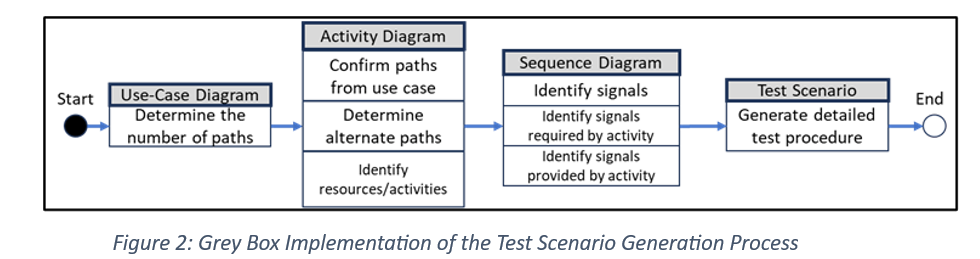 Start
Use-Case Diagram
Determine the
number of paths
Activity Diagram
Confirm paths
from use case
Determine
alternate paths
Identify
resources/activities
Sequence Diagram
Identify signals
Identify signals
required by activity
Identify signals
provided by activity
Test Scenario
Generate detailed
test procedure
End
Figure 2: Grey Box Implementation of the Test Scenario Generation Process